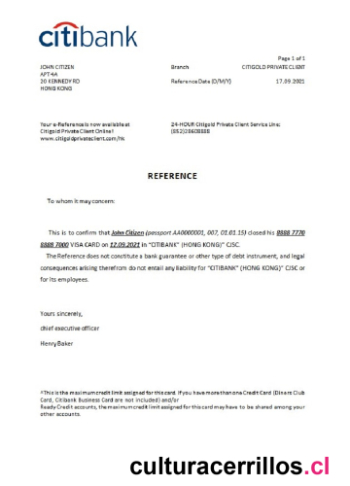 citibank
Page 1 of 1
JOHN CITIZEN Branch CITIGOLD PRIVATE CLIENT
APT 4A
20 KENNEDY RD Reference Date (D/M/Y) 17.09.2021
HONG KONG
Your e-Reference is now available at 24-HOUR Citigold Private Client Service Line:
Citigold Private Client Online! (852)28608888
www.citigoldprivateclient.com/hk
REFERENCE
To whom it may concern:
This is to confirm that John Citizen (passport AA0000001, 007, 01.01.15) closed his 8888 7770
8888 7000 VISA CARD on 12.09.2021 in "CITIBANK" (HONG KONG)" CJSC.
The Reference does not constitute a bank guarantee or other type of debt instrument, and legal
consequences arising therefrom do not entail any liability for "CITIBANK" (HONG KONG)" CJSC or
for its employees.
Yours sincerely,
chief executive officer
Henry Baker
*This is the maximum credit limit assigned for this card. If you have more than one Credit Card (Diners Club
Card, Citibank Business Card are not included) and/or
Ready Credit accounts, the maximum credit limit assigned for this card may have to be shared among your
other accounts.
culturacerrillos.cl